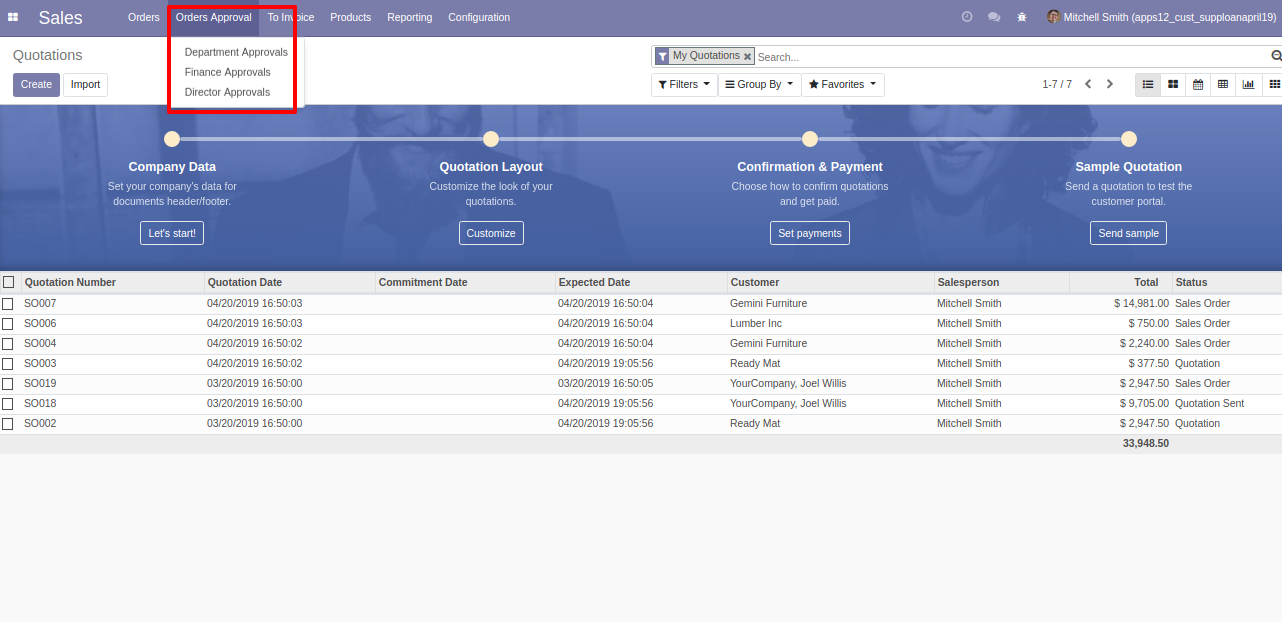 Sales Orders Orders Approval To Invoice Products Reporting Configuration Mitchell Smith (apps12_cust_supploanapril19)
Department Approvals
Finance Approvals
Director Approvals
Quotations My Quotations Search...
Create Import Filters Group By Favorites 1-7 / 7
Company Data Quotation Layout Confirmation & Payment Sample Quotation
Set your company's data for Customize the look of your Choose how to confirm quotations Send a quotation to test the
documents header/footer. quotations. and get paid. customer portal.
Let's start! Customize Set payments Send sample
Quotation Number Quotation Date Commitment Date Expected Date Customer Salesperson Total Status
SO007 04/20/2019 16:50:03 04/20/2019 16:50:04 Gemini Furniture Mitchell Smith $ 14,981.00 Sales Order
SO006 04/20/2019 16:50:03 04/20/2019 16:50:04 Lumber Inc Mitchell Smith $ 750.00 Sales Order
SO004 04/20/2019 16:50:02 04/20/2019 16:50:04 Gemini Furniture Mitchell Smith $ 2,240.00 Sales Order
SO003 04/20/2019 16:50:02 04/20/2019 19:05:56 Ready Mat Mitchell Smith $ 377.50 Quotation
SO019 03/20/2019 16:50:00 03/20/2019 16:50:05 YourCompany, Joel Willis Mitchell Smith $ 2,947.50 Sales Order
SO018 03/20/2019 16:50:00 04/20/2019 19:05:56 YourCompany, Joel Willis Mitchell Smith $ 9,705.00 Quotation Sent
SO002 03/20/2019 16:50:00 04/20/2019 19:05:56 Ready Mat Mitchell Smith $ 2,947.50 Quotation
33,948.50